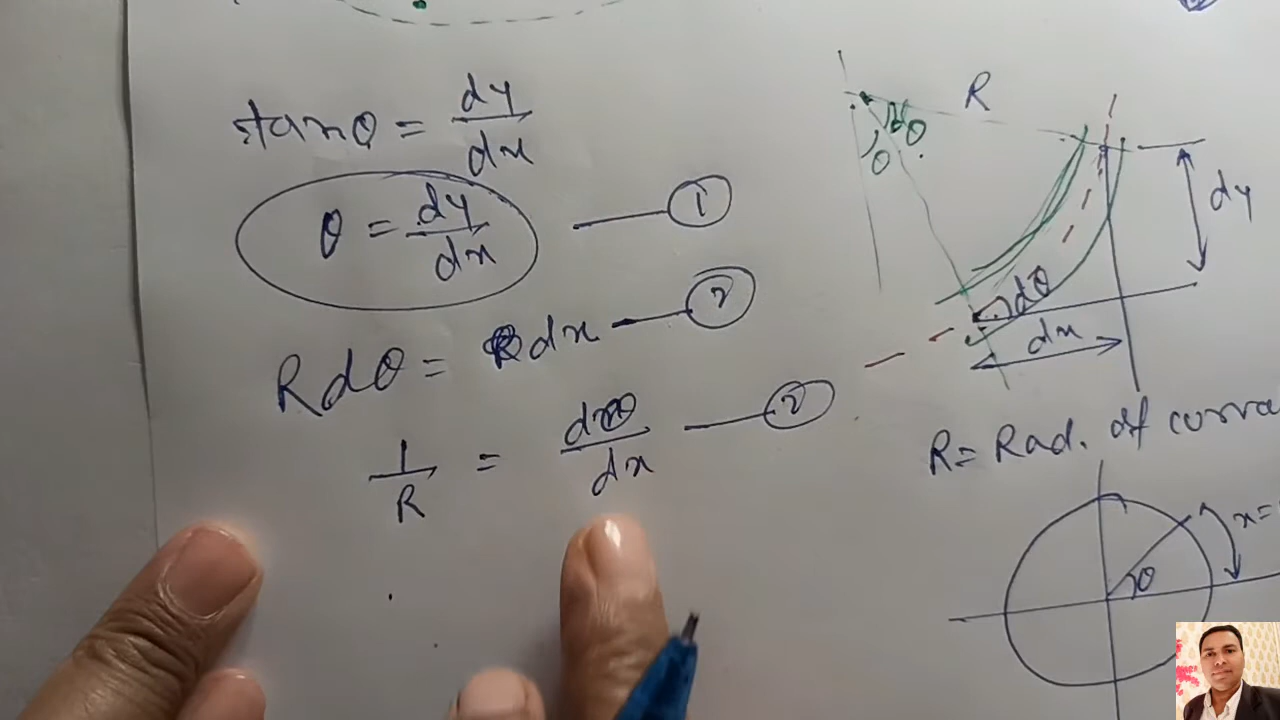 tanθ = dy/dx
θ = dy/dx — ①
Rdθ = dx — ②
1/R = dθ/dx — ②
R
dθ
θ
dy
dθ
dx
R = Rad. of curva
θ
x =